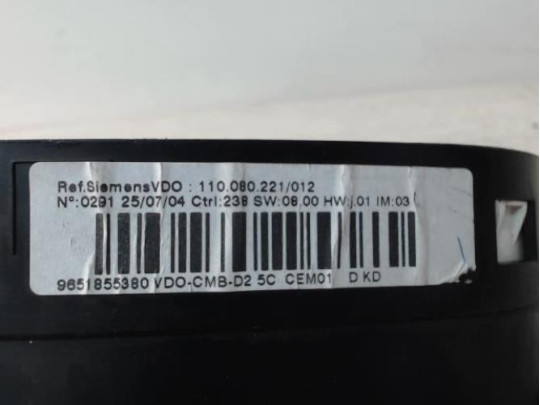 Ref.SiemensVDO : 110.080.221/012
Nº:0291 25/07/04 Ctrl:238 SW:08.00 HW:j.01 IM:03
9651855380 VDO-CMB-D2 5C CEM01 D KD